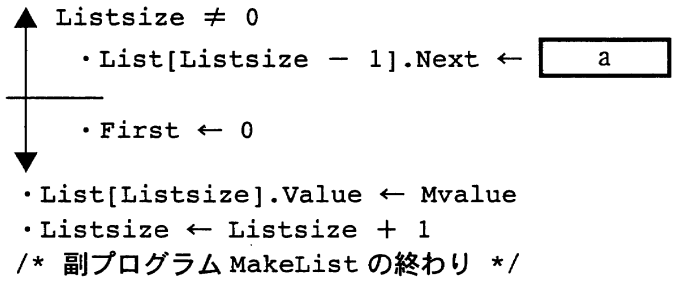 Listsize ≠ 0
・List[Listsize － 1].Next ← a
・First ← 0
・List[Listsize].Value ← Mvalue
・Listsize ← Listsize ＋ 1
/* 副プログラム MakeList の終わり */